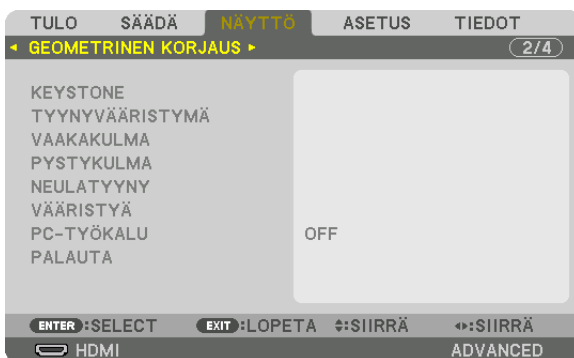 TULO SÄÄDÄ NÄYTTÖ ASETUS TIEDOT
GEOMETRINEN KORJAUS 2/4
KEYSTONE
TYYNYVÄÄRISTYMÄ
VAAKAKULMA
PYSTYKULMA
NEULATYYNY
VÄÄRISTYÄ
PC-TYÖKALU OFF
PALAUTA
ENTER :SELECT EXIT :LOPETA :SIIRRÄ :SIIRRÄ
HDMI ADVANCED